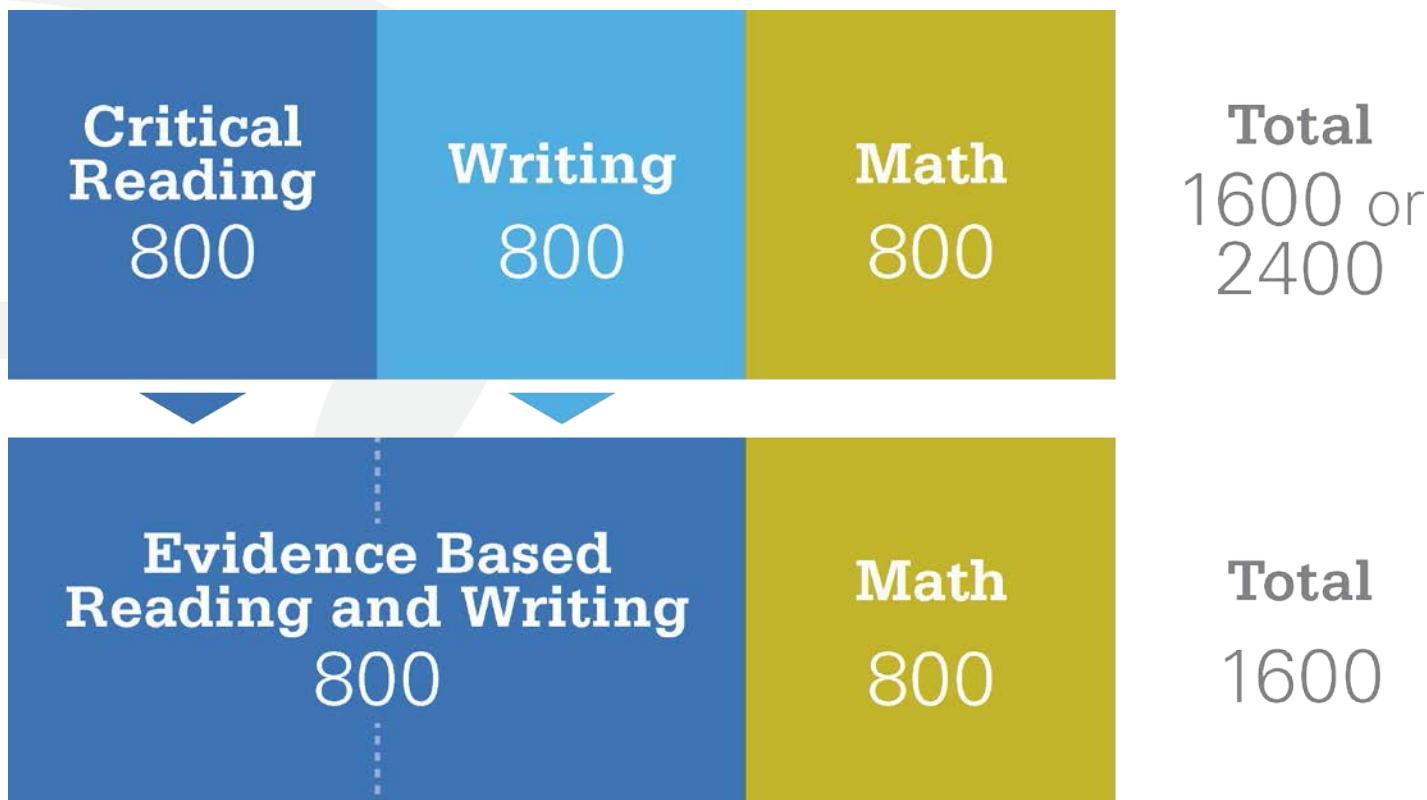 Critical
Reading
800
Writing
800
Math
800
Total
1600 or
2400
Evidence Based
Reading and Writing
800
Math
800
Total
1600